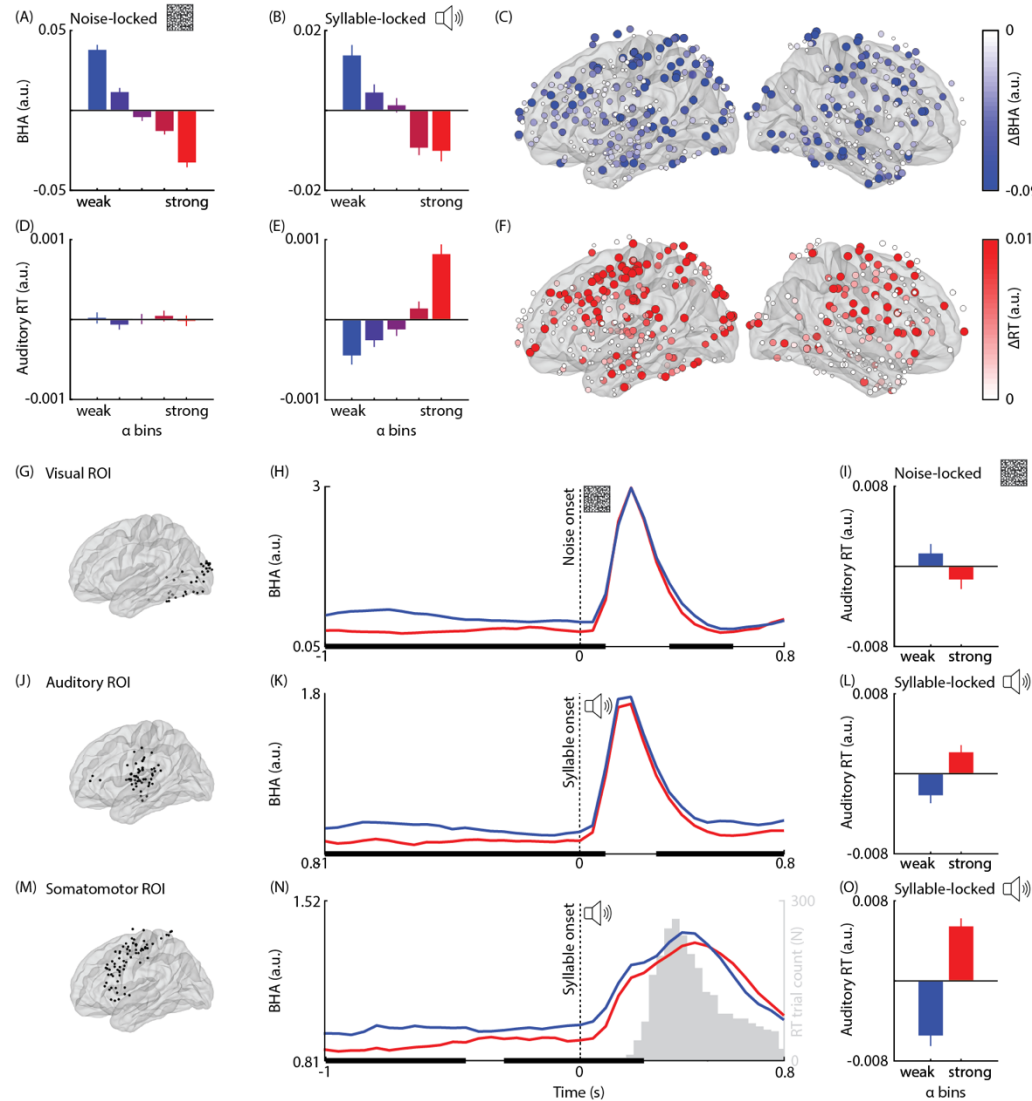 (A) Noise-locked
0.05
BHA (a.u.)
-0.05
weak strong
(B) Syllable-locked
0.02
-0.02
weak strong
(C)
0
ΔBHA (a.u.)
-0.09
(D)
0.001
Auditory RT (a.u.)
-0.001
weak strong
α bins
(E)
0.001
-0.001
weak strong
α bins
(F)
0.01
ΔRT (a.u.)
0
(G) Visual ROI
(H)
3
BHA (a.u.)
0.05
Noise onset
-1 0 0.8
(I) Noise-locked
0.008
Auditory RT (a.u.)
-0.008
weak strong
(J) Auditory ROI
(K)
1.8
BHA (a.u.)
0.81
Syllable onset
-1 0 0.8
(L) Syllable-locked
0.008
Auditory RT (a.u.)
-0.008
weak strong
(M) Somatomotor ROI
(N)
1.52
BHA (a.u.)
0.81
Syllable onset
300
RT trial count (N)
0
-1 0 0.8
Time (s)
(O) Syllable-locked
0.008
Auditory RT (a.u.)
-0.008
weak strong
α bins